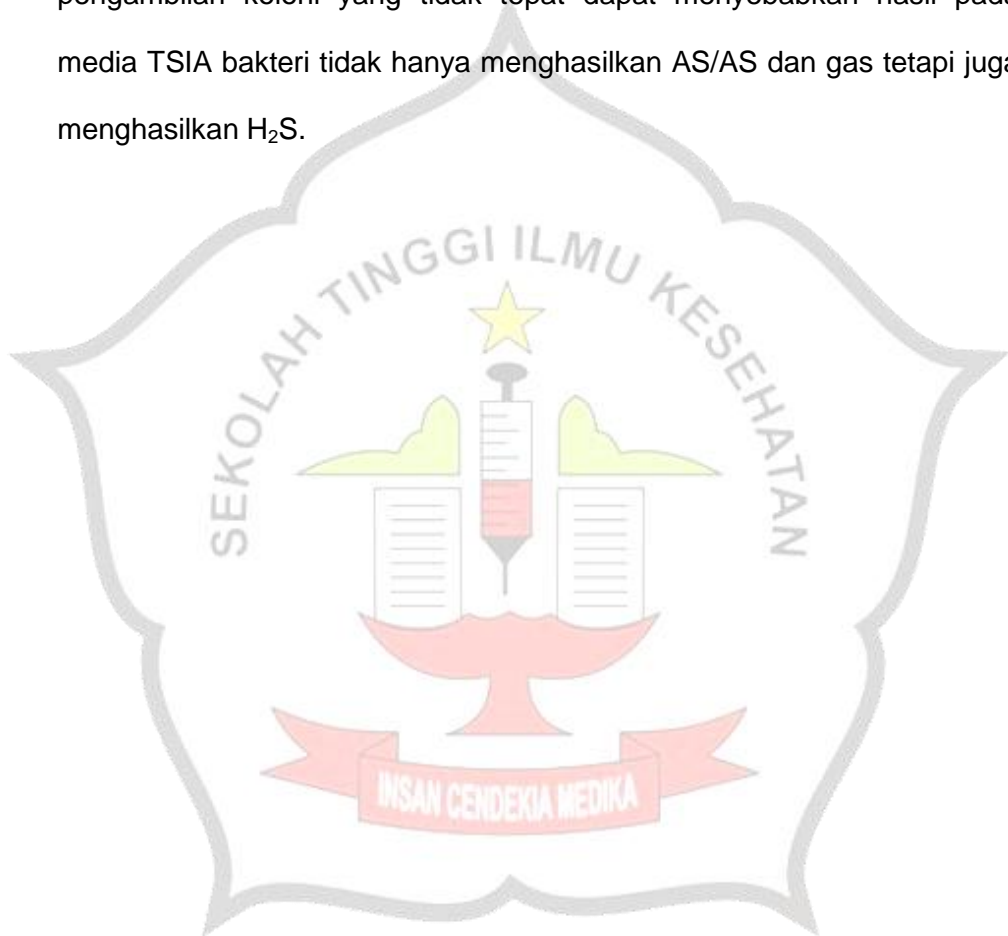 media TSIA bakteri tidak hanya menghasilkan AS/AS dan gas tetapi juga
menghasilkan H₂S.
SEKOLAH TINGGI ILMU KESEHATAN
INSAN CENDEKIA MEDIKA